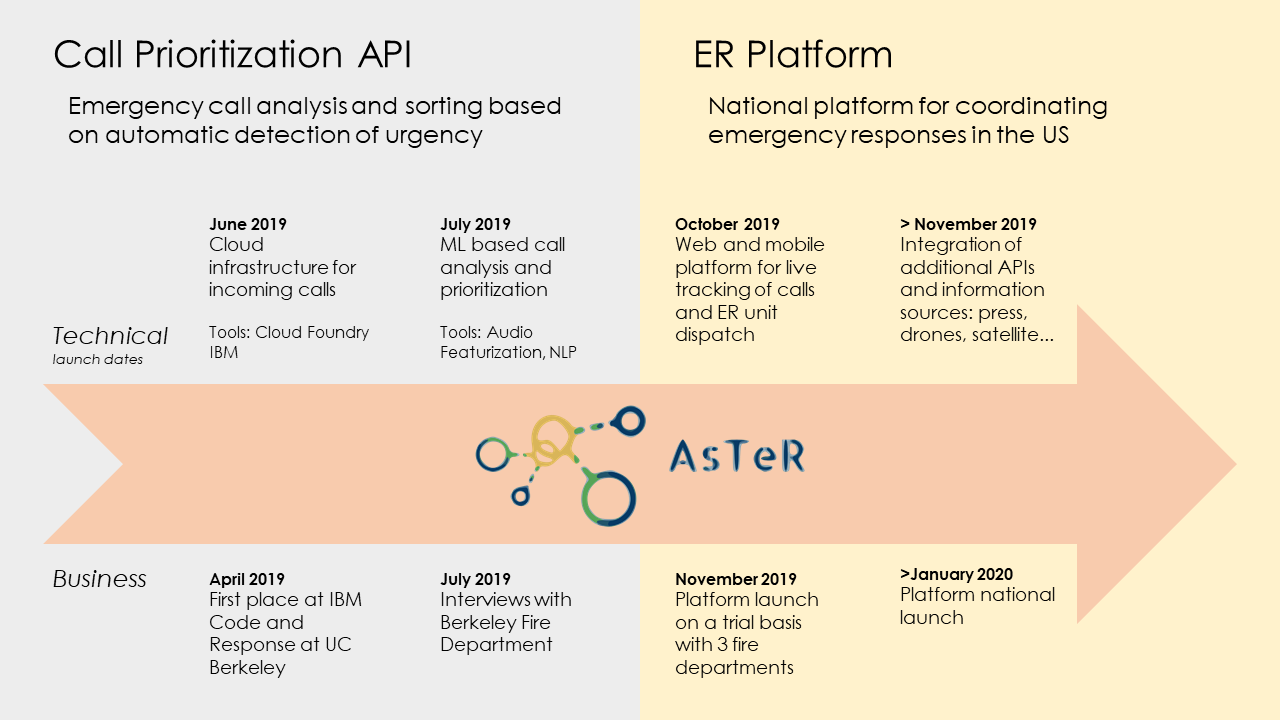 Call Prioritization API
Emergency call analysis and sorting based
on automatic detection of urgency
ER Platform
National platform for coordinating
emergency responses in the US
Technical
launch dates
June 2019
Cloud
infrastructure for
incoming calls
Tools: Cloud Foundry
IBM
July 2019
ML based call
analysis and
prioritization
Tools: Audio
Featurization, NLP
October 2019
Web and mobile
platform for live
tracking of calls
and ER unit
dispatch
> November 2019
Integration of
additional APIs
and information
sources: press,
drones, satellite...
AsTeR
Business
April 2019
First place at IBM
Code and
Response at UC
Berkeley
July 2019
Interviews with
Berkeley Fire
Department
November 2019
Platform launch
on a trial basis
with 3 fire
departments
>January 2020
Platform national
launch